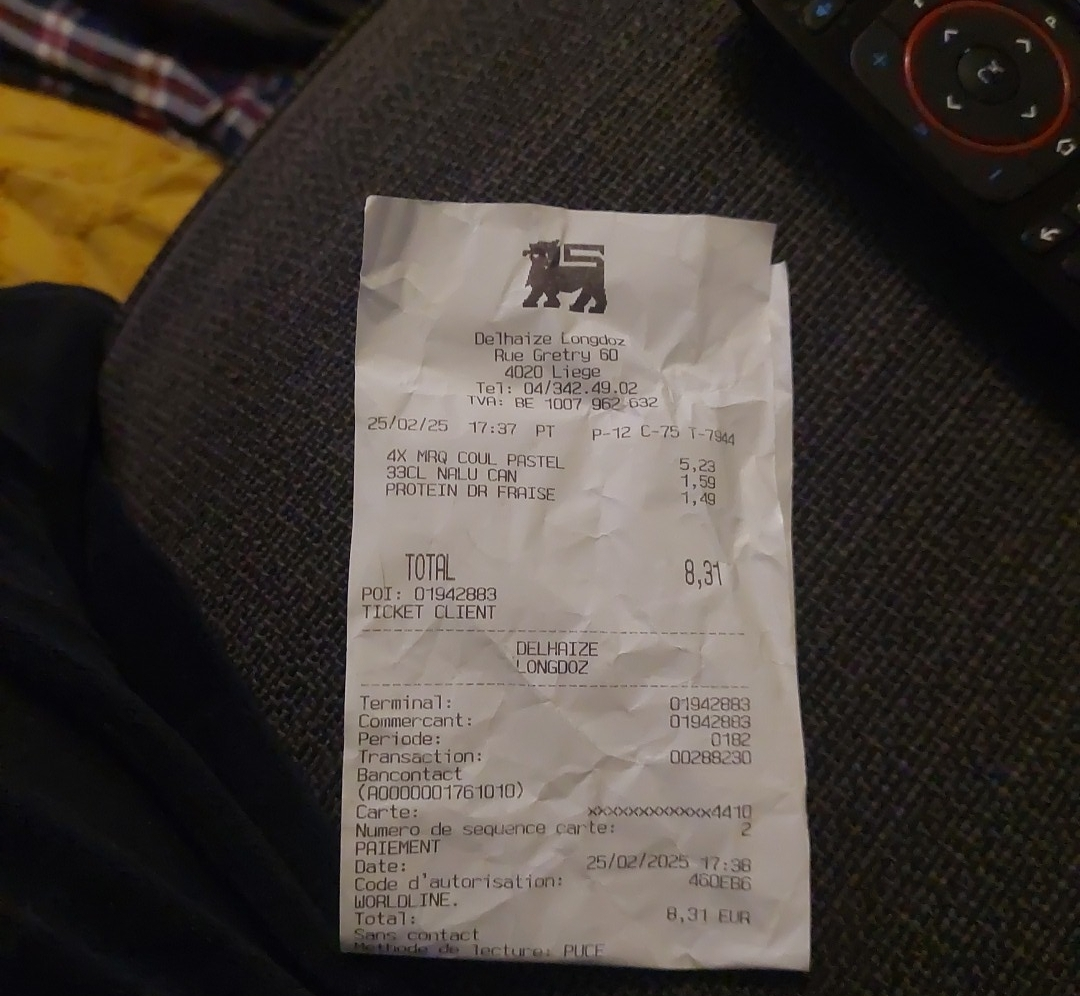 Delhaize Longdoz
Rue Gretry 60
4020 Liege
Tel: 04/342.49.02
TVA: BE 1007 962 632
25/02/25 17:37 PT P-12 C-75 T-7944
4X MRQ COUL PASTEL 5,23
33CL NALU CAN 1,59
PROTEIN DR FRAISE 1,49
TOTAL 8,31
POI: 01942883
TICKET CLIENT
DELHAIZE
LONGDOZ
Terminal: 01942883
Commercant: 01942883
Periode: 0182
Transaction: 00288230
Bancontact
(A0000001761010)
Carte: xxxxxxxxxxxxx4410
Numero de sequence carte: 2
PAIEMENT
Date: 25/02/2025 17:38
Code d'autorisation: 460EB6
WORLDLINE.
Total: 8,31 EUR
Sans contact
Methode de lecture: PUCE